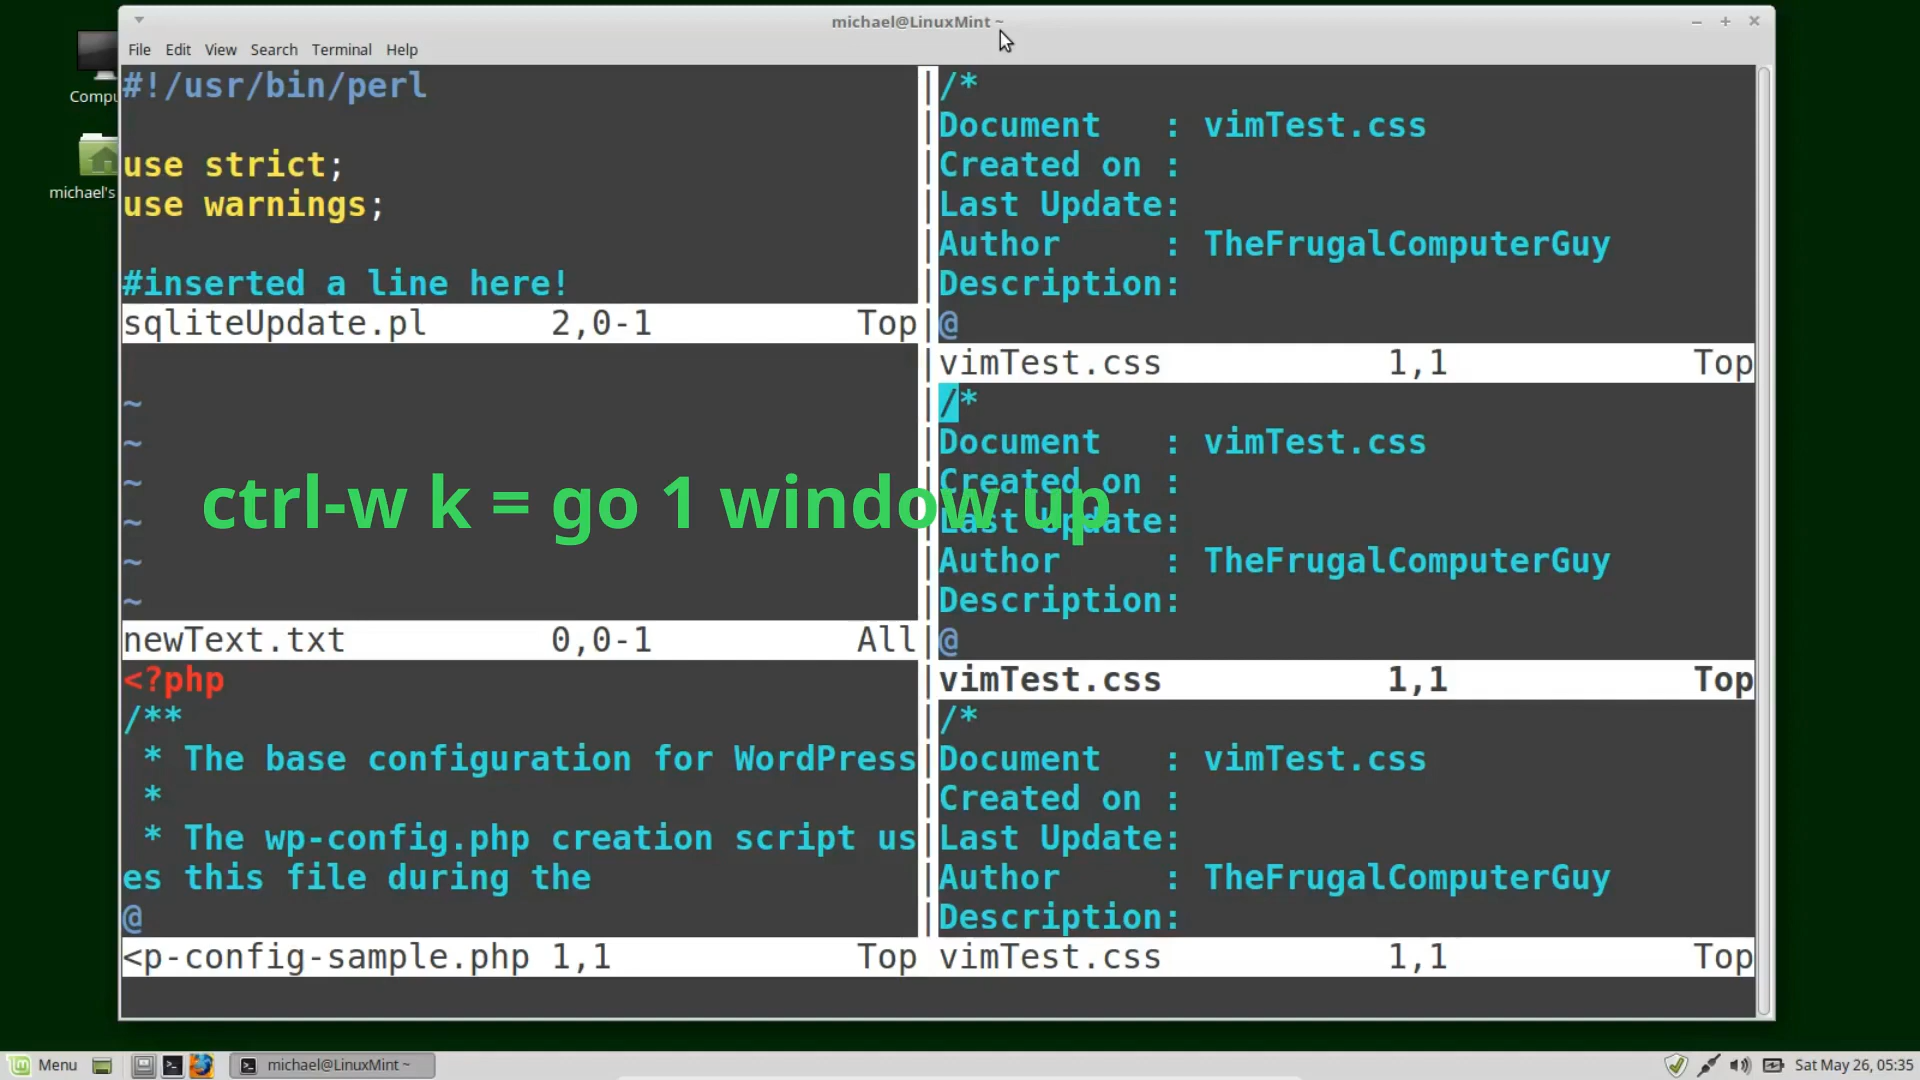 michael@LinuxMint ~
File Edit View Search Terminal Help
Compu
michael's
#!/usr/bin/perl
use strict;
use warnings;
#inserted a line here!
sqliteUpdate.pl 2,0-1 Top
~
~
~
~
~
~
newText.txt 0,0-1 All
<?php
/**
* The base configuration for WordPress
*
* The wp-config.php creation script us
es this file during the
@
<p-config-sample.php 1,1 Top
/*
Document : vimTest.css
Created on :
Last Update:
Author : TheFrugalComputerGuy
Description:
@
vimTest.css 1,1 Top
/*
Document : vimTest.css
Created on :
Last Update:
Author : TheFrugalComputerGuy
Description:
@
vimTest.css 1,1 Top
/*
Document : vimTest.css
Created on :
Last Update:
Author : TheFrugalComputerGuy
Description:
vimTest.css 1,1 Top
ctrl-w k = go 1 window up
Menu michael@LinuxMint ~ Sat May 26, 05:35